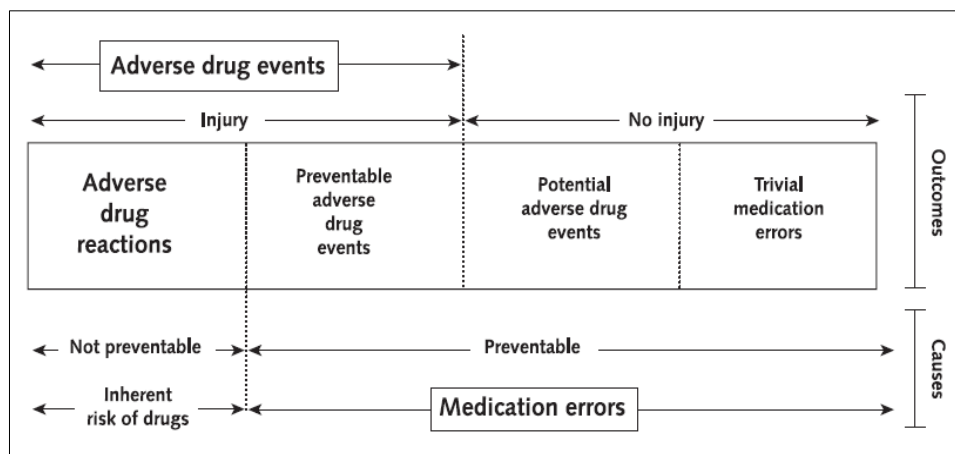 Adverse drug events
Injury
No injury
Adverse
drug
reactions
Preventable
adverse
drug
events
Potential
adverse drug
events
Trivial
medication
errors
Outcomes
Not preventable
Preventable
Inherent
risk of drugs
Medication errors
Causes